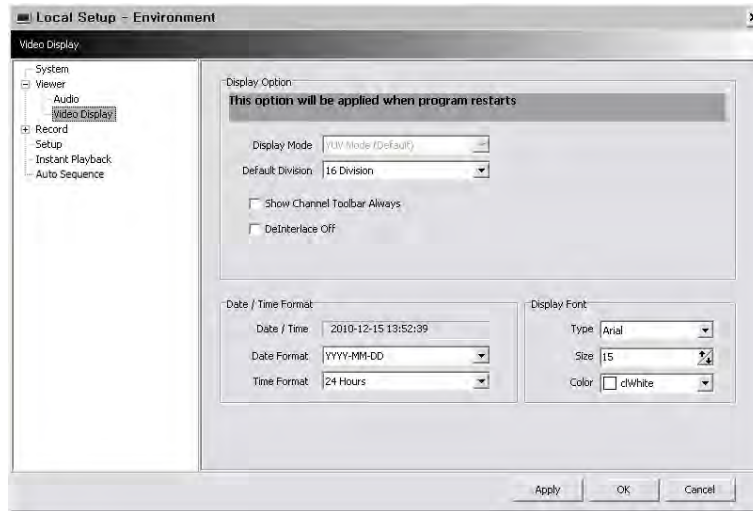 Local Setup - Environment
Video Display
System
Viewer
Audio
Video Display
Record
Setup
Instant Playback
Auto Sequence
Display Option
This option will be applied when program restarts
Display Mode YUV Mode (Default)
Default Division 16 Division
Show Channel Toolbar Always
DeInterlace Off
Date / Time Format
Date / Time 2010-12-15 13:52:39
Date Format YYYY-MM-DD
Time Format 24 Hours
Display Font
Type Arial
Size 15
Color clWhite
Apply OK Cancel